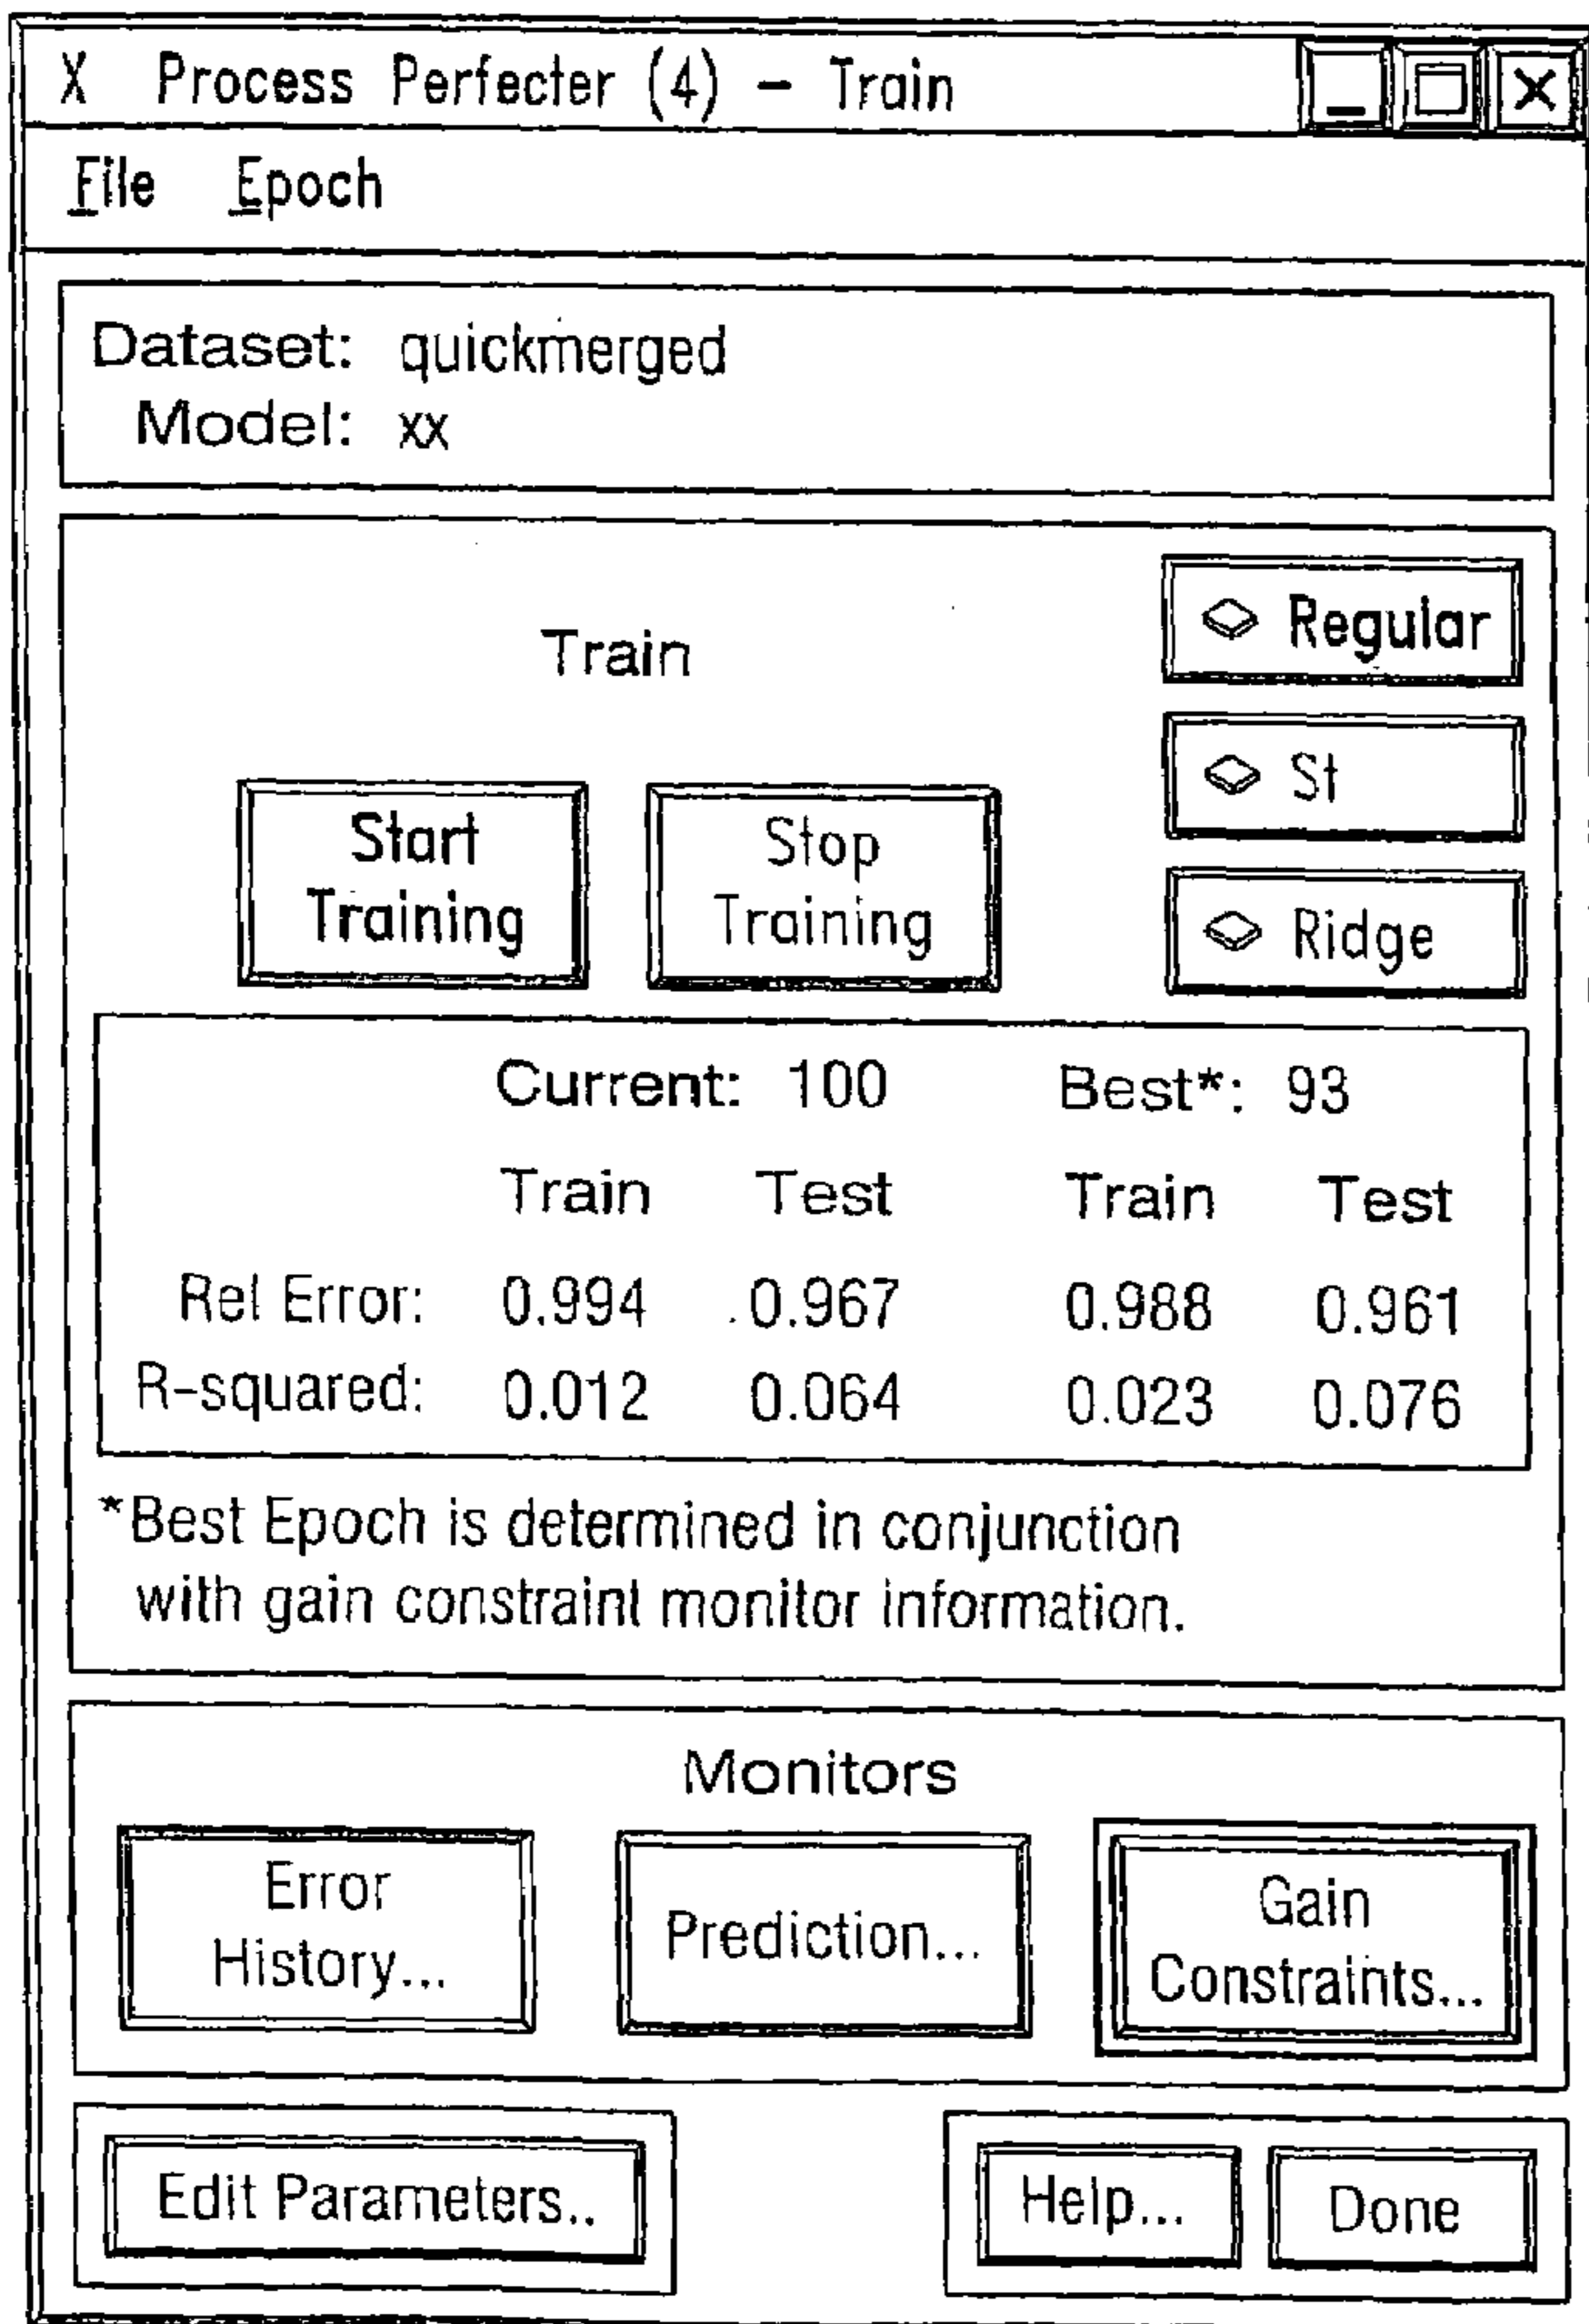 X Process Perfecter (4) – Train
File Epoch
Dataset: quickmerged
Model: xx
Train
Regular
St
Ridge
Start
Training
Stop
Training
Current: 100 Best*: 93
Train Test Train Test
Rel Error: 0.994 0.967 0.988 0.961
R-squared: 0.012 0.064 0.023 0.076
*Best Epoch is determined in conjunction
with gain constraint monitor information.
Monitors
Error
History...
Prediction...
Gain
Constraints...
Edit Parameters..
Help...
Done